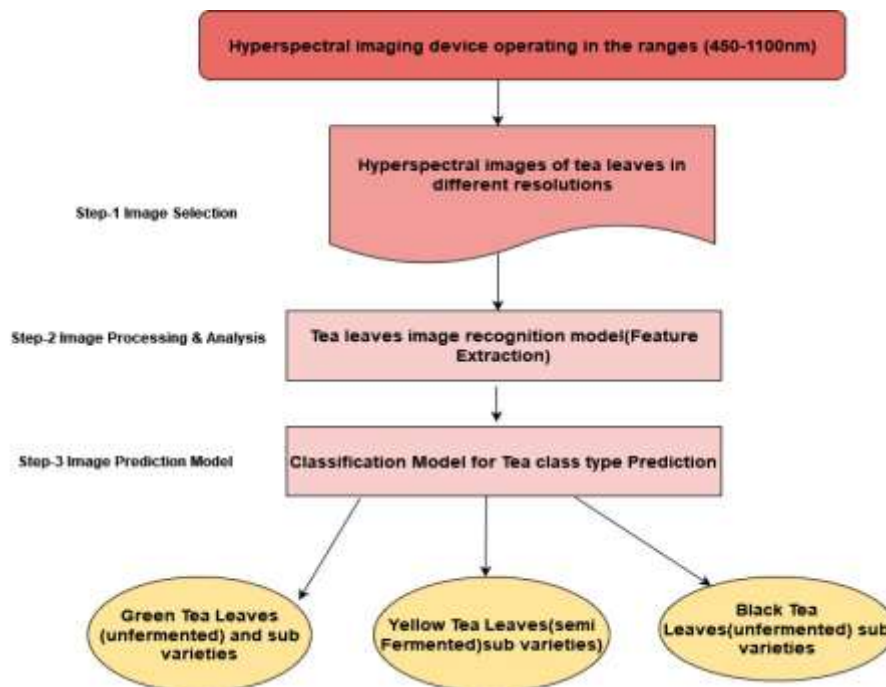 Hyperspectral imaging device operating in the ranges (450-1100nm)
Hyperspectral images of tea leaves in
different resolutions
Step-1 Image Selection
Step-2 Image Processing & Analysis
Tea leaves image recognition model(Feature
Extraction)
Step-3 Image Prediction Model
Classification Model for Tea class type Prediction
Green Tea Leaves
(unfermented) and sub
varieties
Yellow Tea Leaves(semi
Fermented)sub varieties)
Black Tea
Leaves(unfermented) sub
varieties